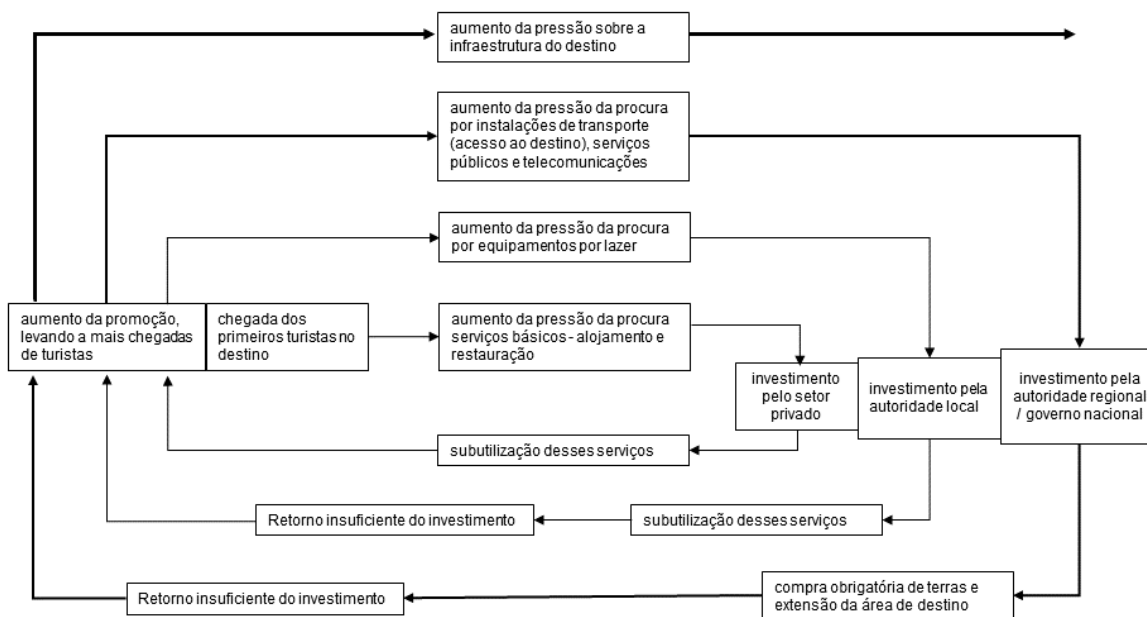 aumento da pressão sobre a
infraestrutura do destino
aumento da pressão da procura
por instalações de transporte
(acesso ao destino), serviços
públicos e telecomunicações
aumento da pressão da procura
por equipamentos por lazer
aumento da promoção,
levando a mais chegadas
de turistas
chegada dos
primeiros turistas no
destino
aumento da pressão da procura
serviços básicos - alojamento e
restauração
investimento
pelo setor
privado
investimento pela
autoridade local
investimento pela
autoridade regional
/ governo nacional
subutilização desses serviços
Retorno insuficiente do investimento
subutilização desses serviços
Retorno insuficiente do investimento
compra obrigatória de terras e
extensão da área de destino